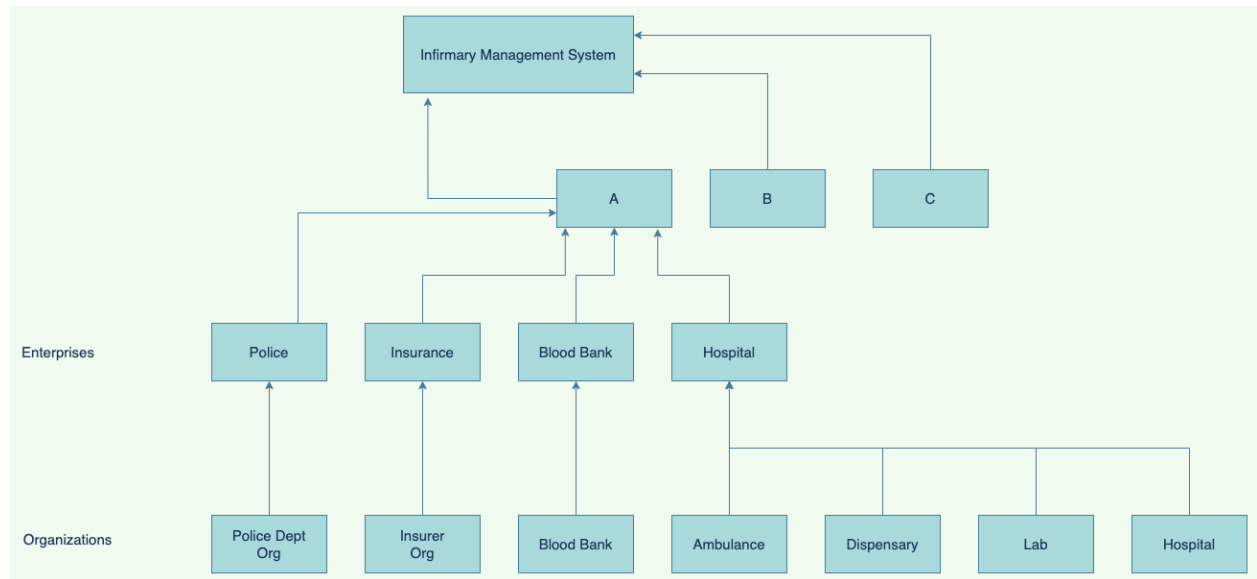 Infirmary Management System
A
B
C
Enterprises
Police
Insurance
Blood Bank
Hospital
Organizations
Police Dept
Org
Insurer
Org
Blood Bank
Ambulance
Dispensary
Lab
Hospital